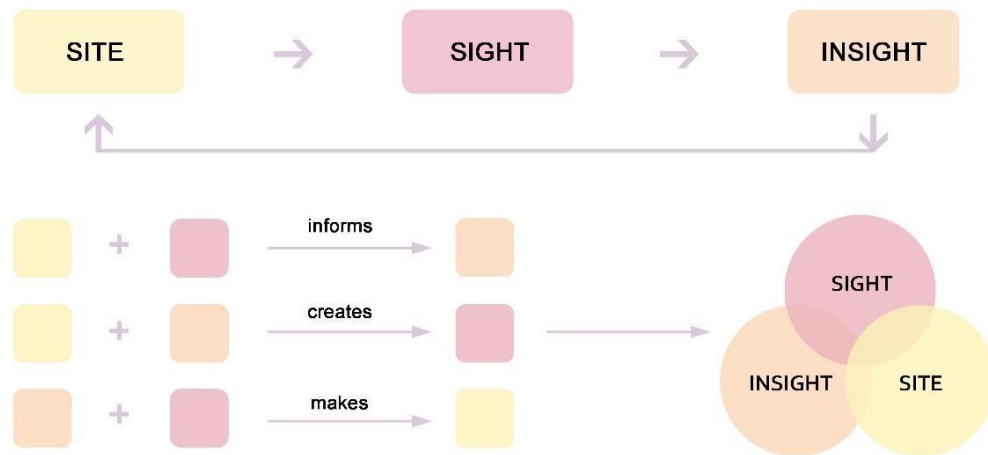 SITE
SIGHT
INSIGHT
+
informs
+
creates
+
makes
SIGHT
INSIGHT
SITE